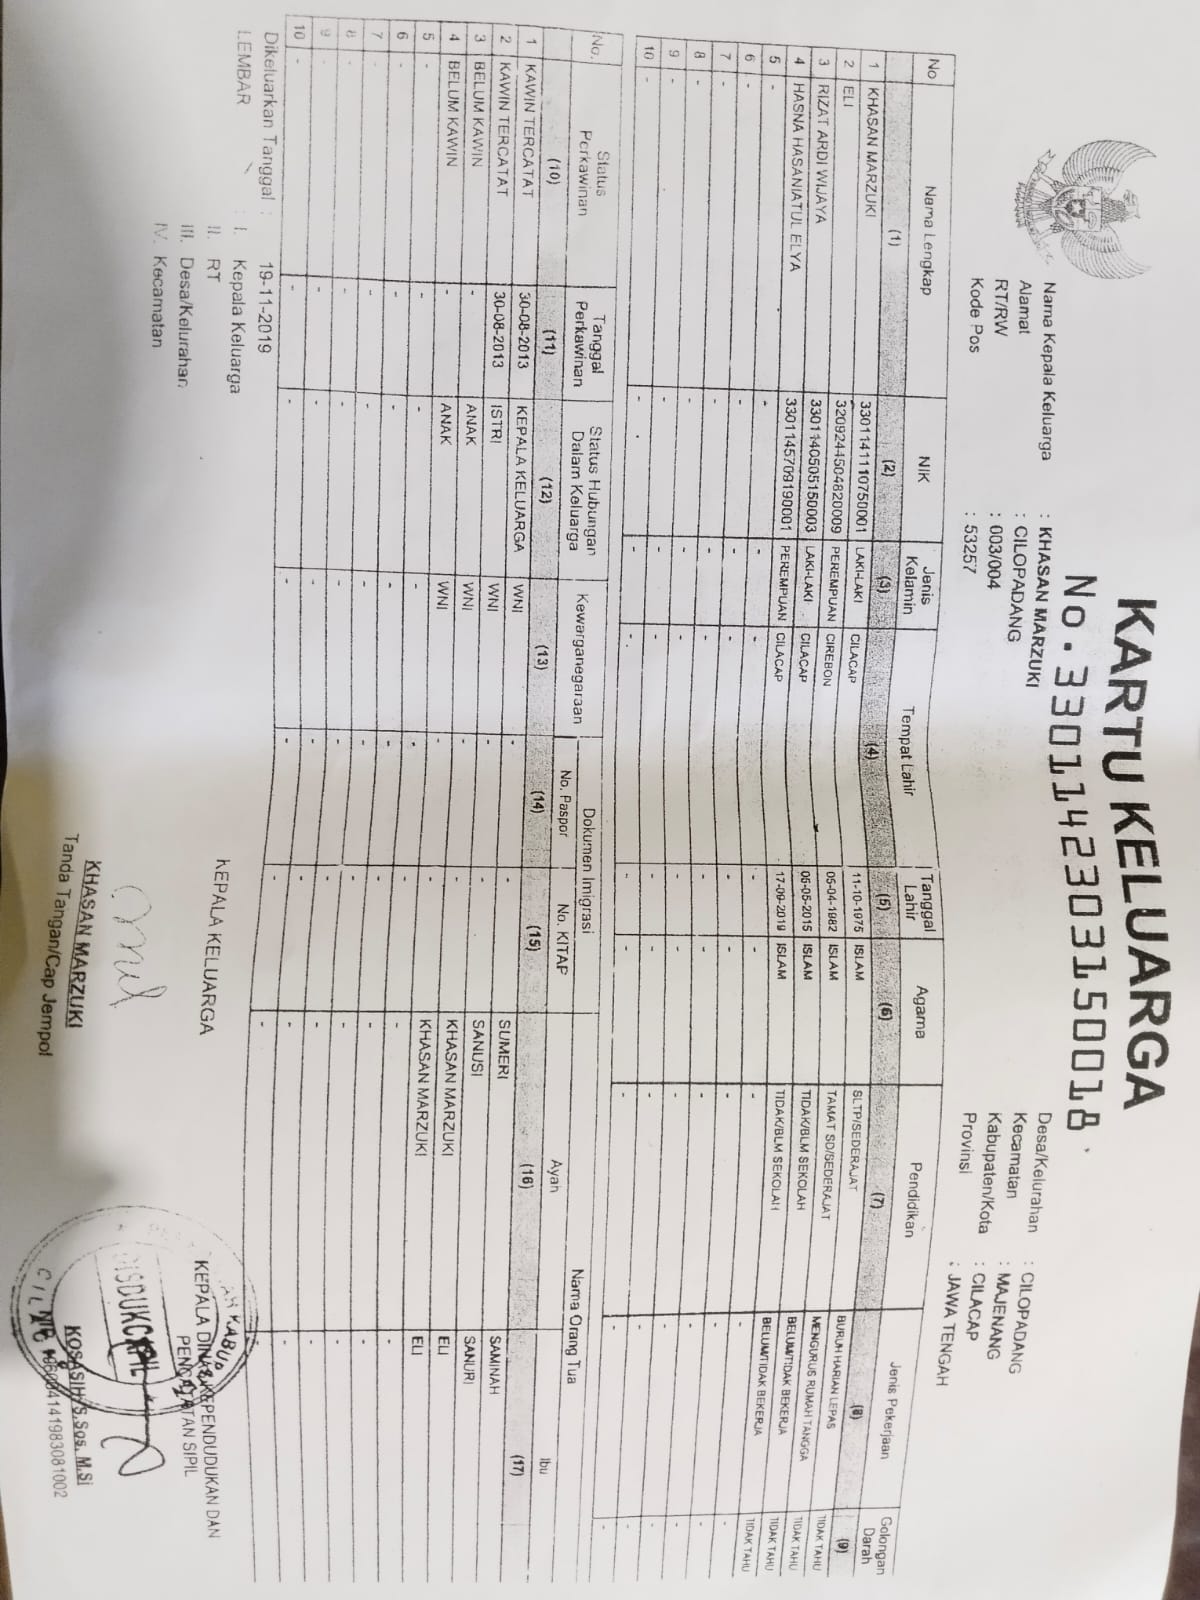 KARTU KELUARGA
No. 3301142303150018
Nama Kepala Keluarga : KHASAN MARZUKI
Alamat : CILOPADANG
RT/RW : 003/004
Kode Pos : 53257
Desa/Kelurahan : CILOPADANG
Kecamatan : MAJENANG
Kabupaten/Kota : CILACAP
Provinsi : JAWA TENGAH
No Nama Lengkap NIK Jenis Kelamin Tempat Lahir Tanggal Lahir Agama Pendidikan Jenis Pekerjaan Golongan Darah
(1) (2) (3) (4) (5) (6) (7) (8) (9)
1 KHASAN MARZUKI 3301141110750001 LAKI-LAKI CILACAP 11-10-1975 ISLAM SLTP/SEDERAJAT BURUH HARIAN LEPAS TIDAK TAHU
2 ELI 3209244504820009 PEREMPUAN CIREBON 05-04-1982 ISLAM TAMAT SD/SEDERAJAT MENGURUS RUMAH TANGGA TIDAK TAHU
3 RIZAT ARDI WIJAYA 3301140505150003 LAKI-LAKI CILACAP 05-05-2015 ISLAM TIDAK/BLM SEKOLAH BELUM/TIDAK BEKERJA TIDAK TAHU
4 HASNA HASANIATUL ELYA 3301145709190001 PEREMPUAN CILACAP 17-09-2019 ISLAM TIDAK/BLM SEKOLAH BELUM/TIDAK BEKERJA TIDAK TAHU
5 - - - - - - - - -
6 - - - - - - - - -
7 - - - - - - - - -
8 - - - - - - - - -
9 - - - - - - - - -
10 - - - - - - - - -
No. Status Perkawinan Tanggal Perkawinan Status Hubungan Dalam Keluarga Kewarganegaraan Dokumen Imigrasi Nama Orang Tua
No. Paspor No. KITAP Ayah Ibu
(10) (11) (12) (13) (14) (15) (16) (17)
1 KAWIN TERCATAT 30-08-2013 KEPALA KELUARGA WNI - - SUMERI SAMINAH
2 KAWIN TERCATAT 30-08-2013 ISTRI WNI - - SANUSI SANURI
3 BELUM KAWIN - ANAK WNI - - KHASAN MARZUKI ELI
4 BELUM KAWIN - ANAK WNI - - KHASAN MARZUKI ELI
5 - - - - - - - -
6 - - - - - - - -
7 - - - - - - - -
8 - - - - - - - -
9 - - - - - - - -
10 - - - - - - - -
Dikeluarkan Tanggal : 19-11-2019
LEMBAR : I. Kepala Keluarga
II. RT
III. Desa/Kelurahan
IV. Kecamatan
KEPALA KELUARGA
KHASAN MARZUKI
Tanda Tangan/Cap Jempol
KEPALA DINAS KEPENDUDUKAN DAN
PENCATATAN SIPIL
DISDUKCAPIL
KOSASIH, S.Sos, M.Si